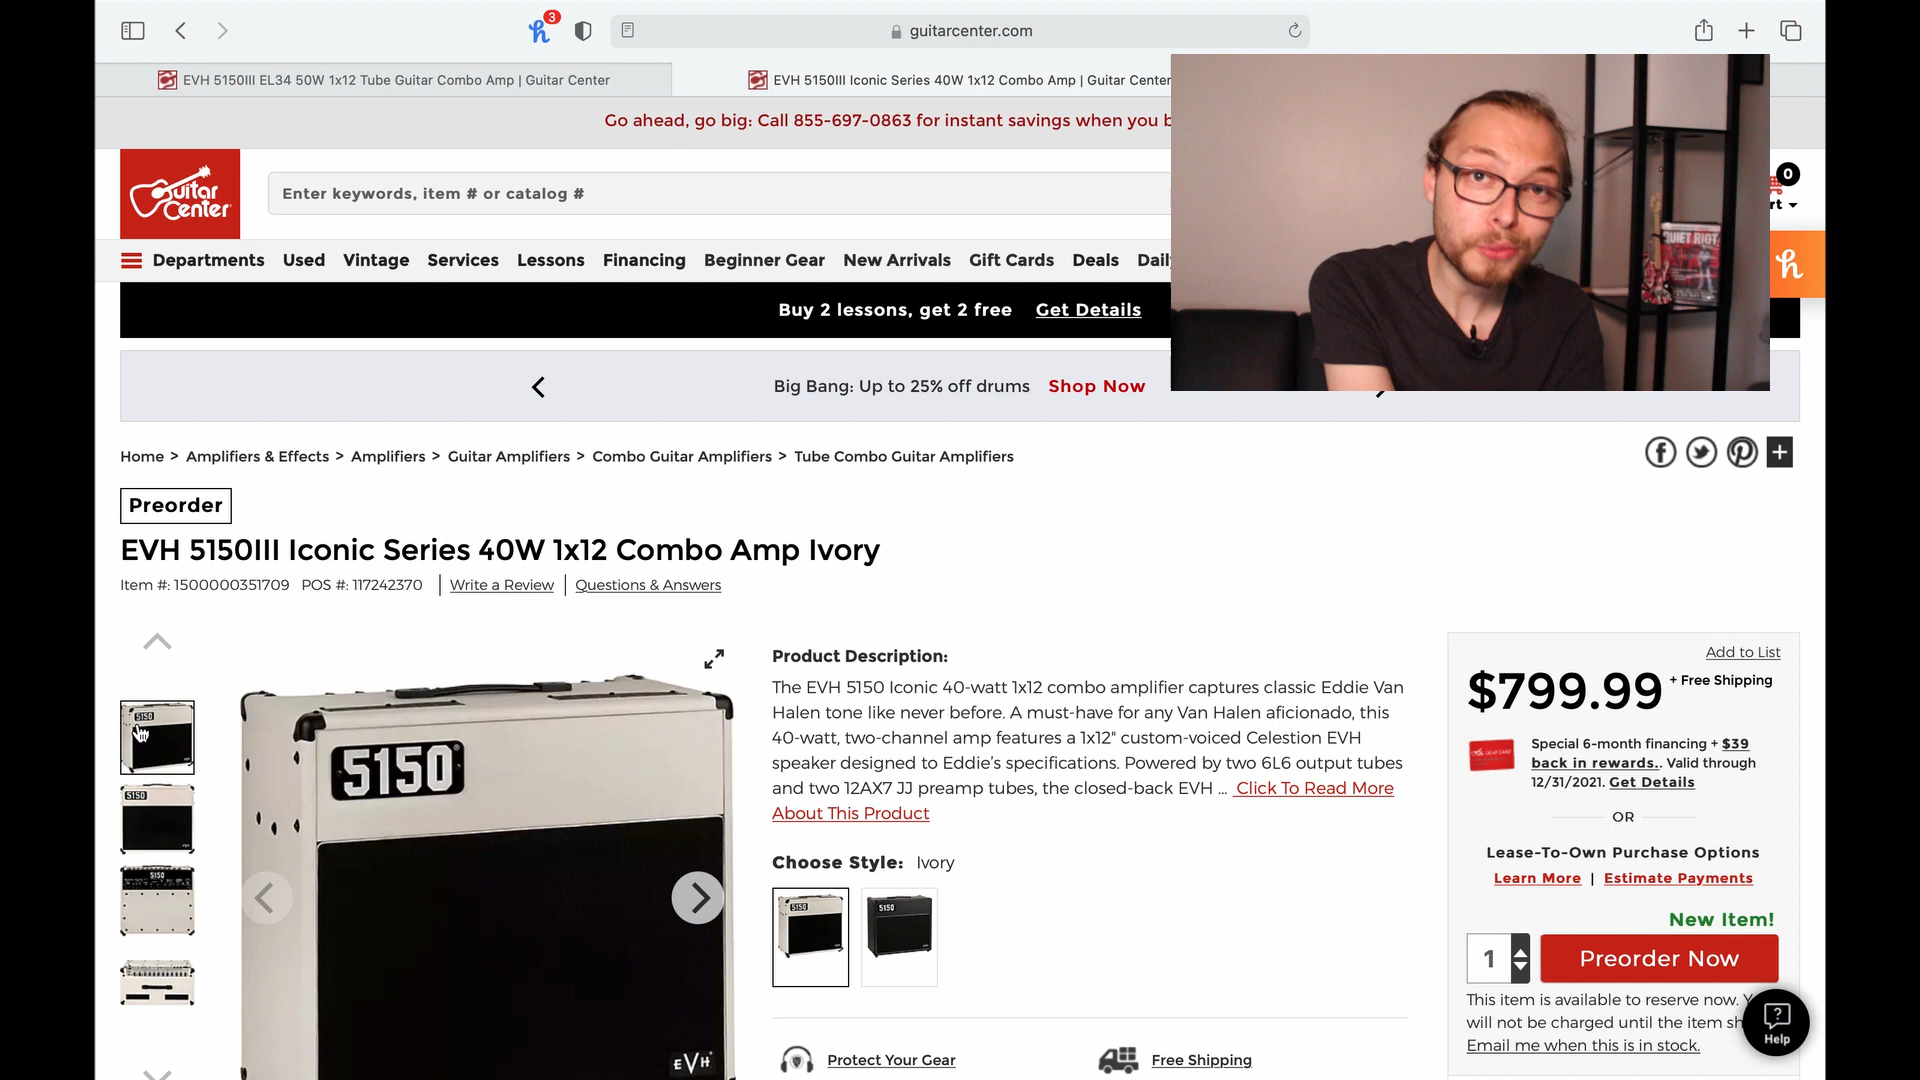 3
guitarcenter.com
EVH 5150III EL34 50W 1x12 Tube Guitar Combo Amp | Guitar Center
EVH 5150III Iconic Series 40W 1x12 Combo Amp | Guitar Center
Go ahead, go big: Call 855-697-0863 for instant savings when you b
Guitar
Center
Enter keywords, item # or catalog #
0
rt
QUIET RIOT
Departments Used Vintage Services Lessons Financing Beginner Gear New Arrivals Gift Cards Deals Dail
Buy 2 lessons, get 2 free Get Details
Big Bang: Up to 25% off drums Shop Now
Home > Amplifiers & Effects > Amplifiers > Guitar Amplifiers > Combo Guitar Amplifiers > Tube Combo Guitar Amplifiers
Preorder
EVH 5150III Iconic Series 40W 1x12 Combo Amp Ivory
Item #: 1500000351709 POS #: 117242370 | Write a Review | Questions & Answers
5150
EVH
5150
5150
5150
Product Description:
The EVH 5150 Iconic 40-watt 1x12 combo amplifier captures classic Eddie Van
Halen tone like never before. A must-have for any Van Halen aficionado, this
40-watt, two-channel amp features a 1x12" custom-voiced Celestion EVH
speaker designed to Eddie's specifications. Powered by two 6L6 output tubes
and two 12AX7 JJ preamp tubes, the closed-back EVH ... Click To Read More
About This Product
Choose Style: Ivory
5150
5150
Protect Your Gear
Free Shipping
Add to List
$799.99 + Free Shipping
Special 6-month financing + $39
back in rewards.. Valid through
12/31/2021. Get Details
OR
Lease-To-Own Purchase Options
Learn More | Estimate Payments
New Item!
1
Preorder Now
This item is available to reserve now. Y
will not be charged until the item sh
Email me when this is in stock.
Help